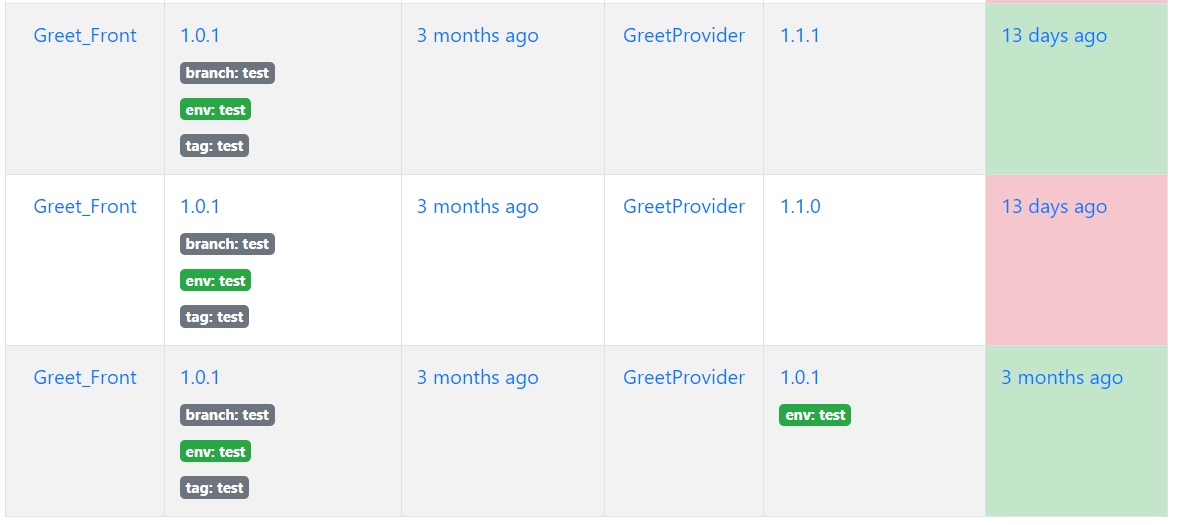 Greet_Front 1.0.1 3 months ago GreetProvider 1.1.1 13 days ago
branch: test
env: test
tag: test
Greet_Front 1.0.1 3 months ago GreetProvider 1.1.0 13 days ago
branch: test
env: test
tag: test
Greet_Front 1.0.1 3 months ago GreetProvider 1.0.1 3 months ago
branch: test env: test
env: test
tag: test